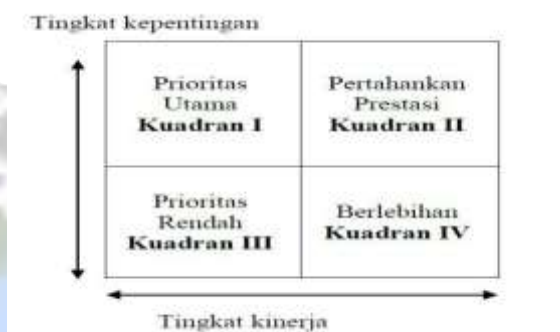 Tingkat kepentingan
Prioritas
Utama
Kuadran I
Pertahankan
Prestasi
Kuadran II
Prioritas
Rendah
Kuadran III
Berlebihan
Kuadran IV
Tingkat kinerja